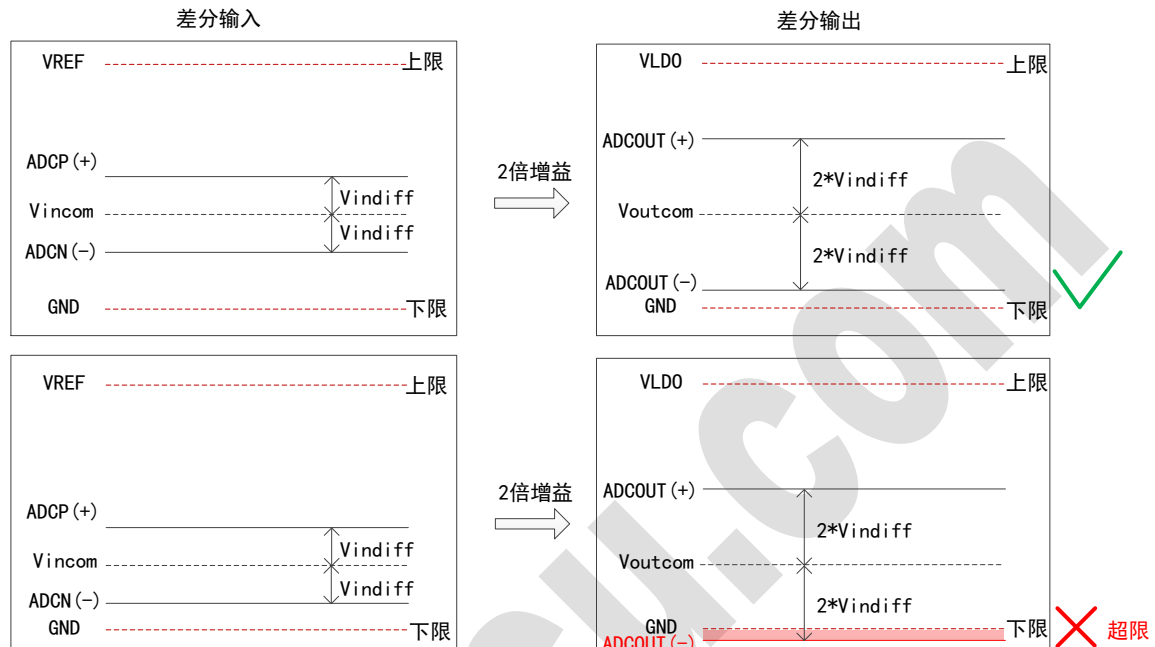 差分输入
差分输出
VREF
上限
ADCP(+)
Vindiff
Vincom
Vindiff
ADCN(-)
GND
下限
2倍增益
VLDO
上限
ADCOUT(+)
2*Vindiff
Voutcom
2*Vindiff
ADCOUT(-)
GND
下限
VREF
上限
ADCP(+)
Vindiff
Vincom
Vindiff
ADCN(-)
GND
下限
2倍增益
VLDO
上限
ADCOUT(+)
2*Vindiff
Voutcom
2*Vindiff
GND
下限
超限
ADCOUT(-)
cu.com